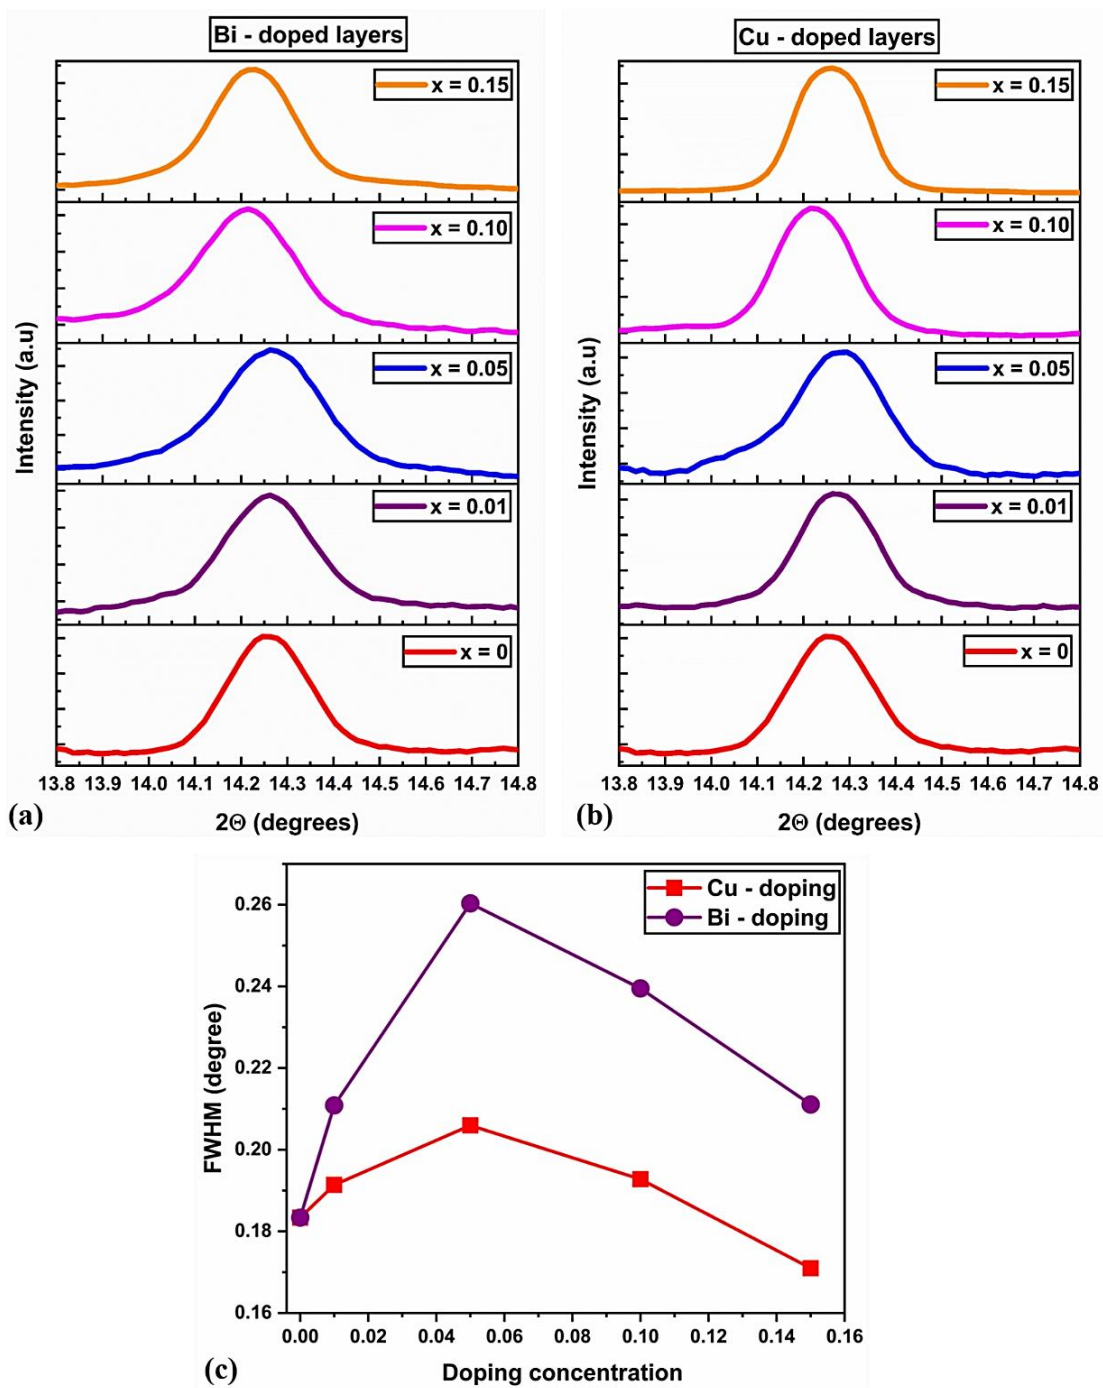 Bi - doped layers
x = 0.15
x = 0.10
x = 0.05
x = 0.01
x = 0
Intensity (a.u)
13.8 13.9 14.0 14.1 14.2 14.3 14.4 14.5 14.6 14.7 14.8
2Θ (degrees)
(a)
Cu - doped layers
x = 0.15
x = 0.10
x = 0.05
x = 0.01
x = 0
Intensity (a.u)
13.8 13.9 14.0 14.1 14.2 14.3 14.4 14.5 14.6 14.7 14.8
2Θ (degrees)
(b)
Cu - doping
Bi - doping
FWHM (degree)
0.26
0.24
0.22
0.20
0.18
0.16
0.00 0.02 0.04 0.06 0.08 0.10 0.12 0.14 0.16
Doping concentration
(c)